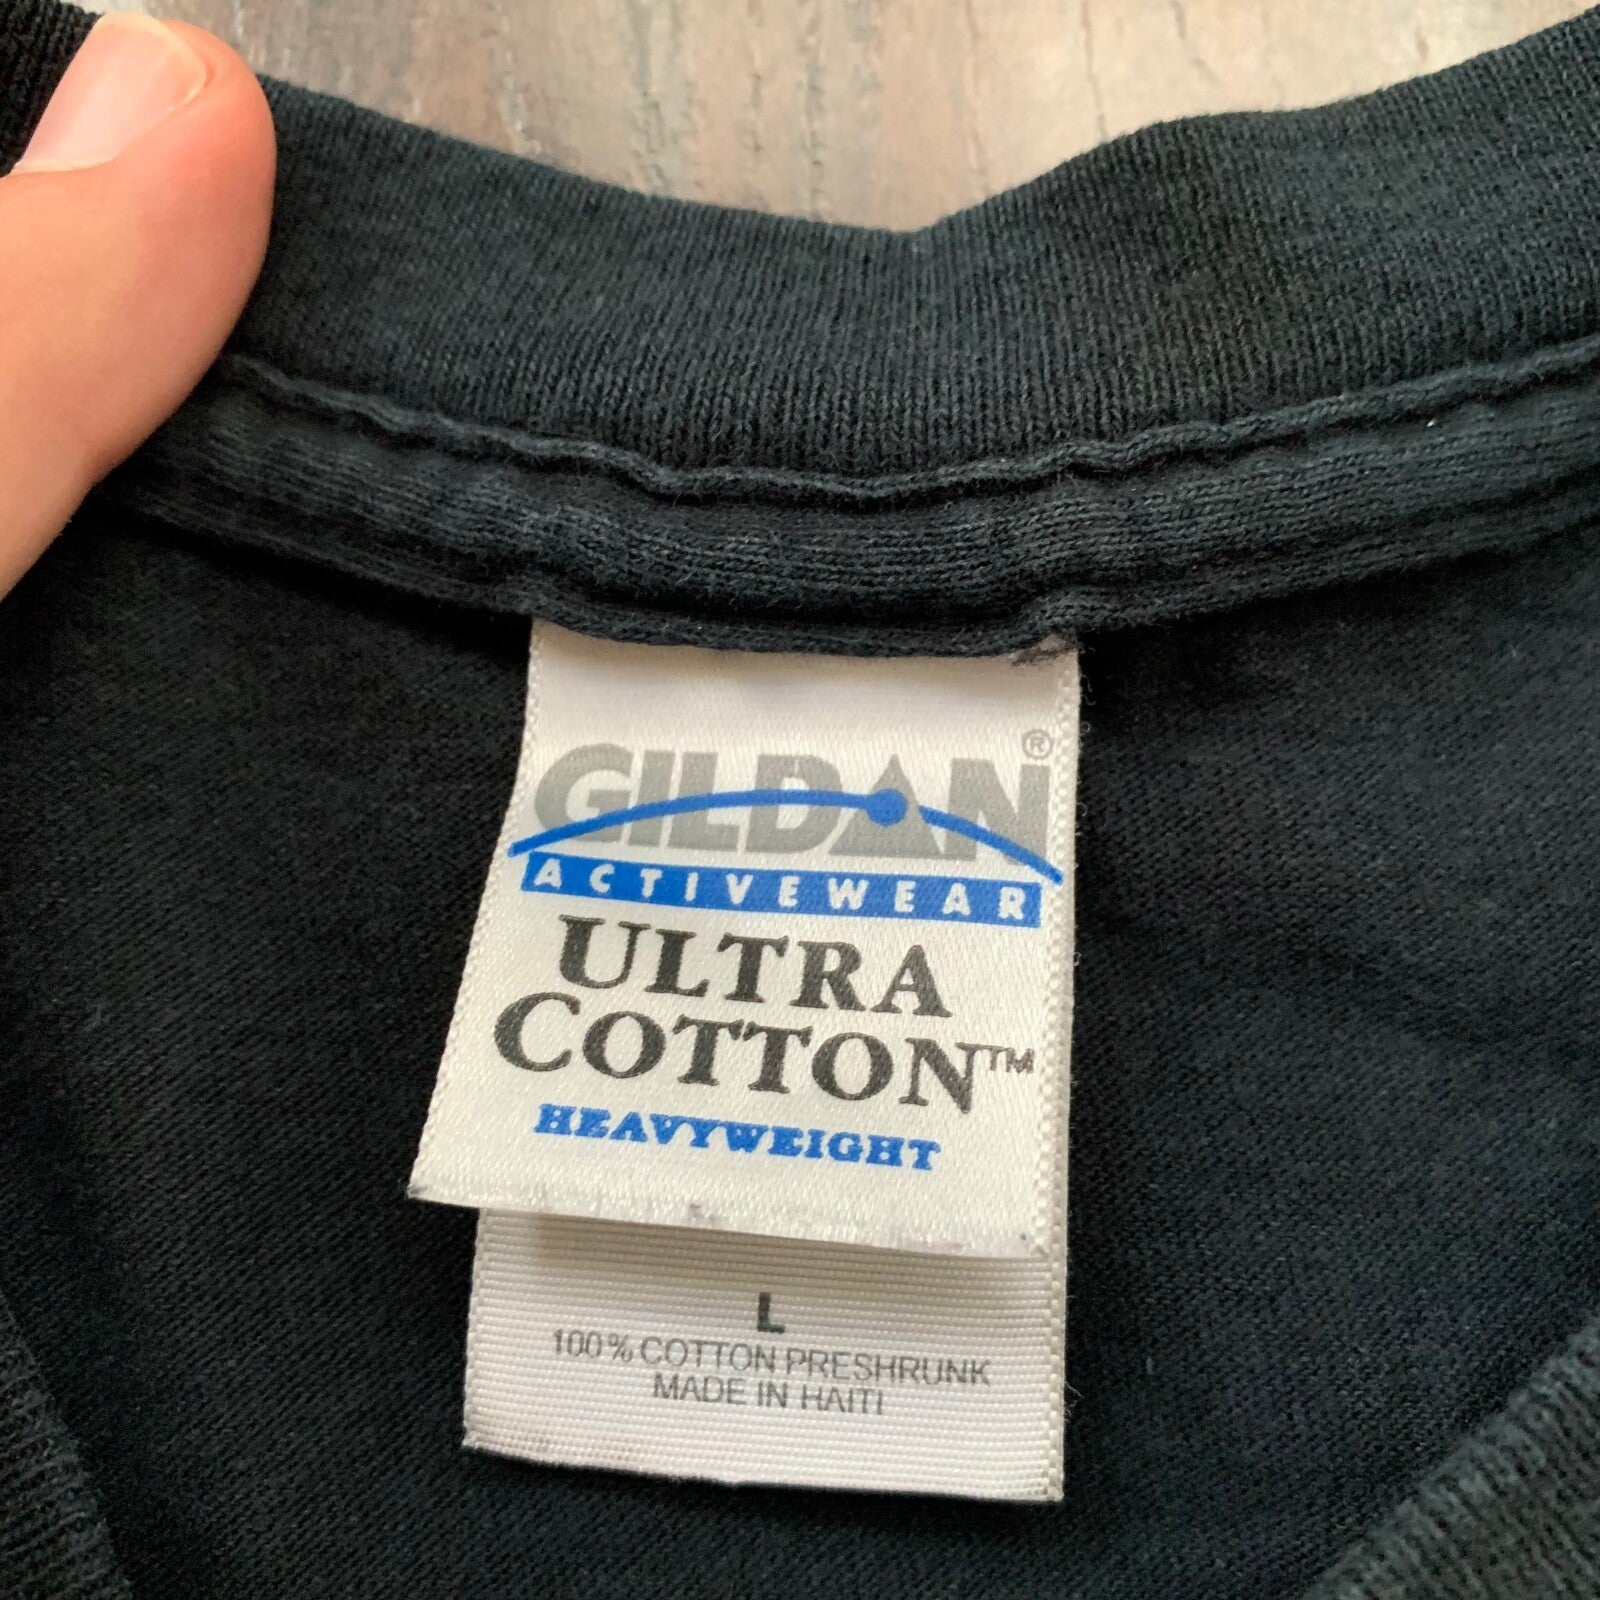 GILDAN®
ACTIVEWEAR
ULTRA
COTTON™
HEAVYWEIGHT
L
100% COTTON PRESHRUNK
MADE IN HAITI